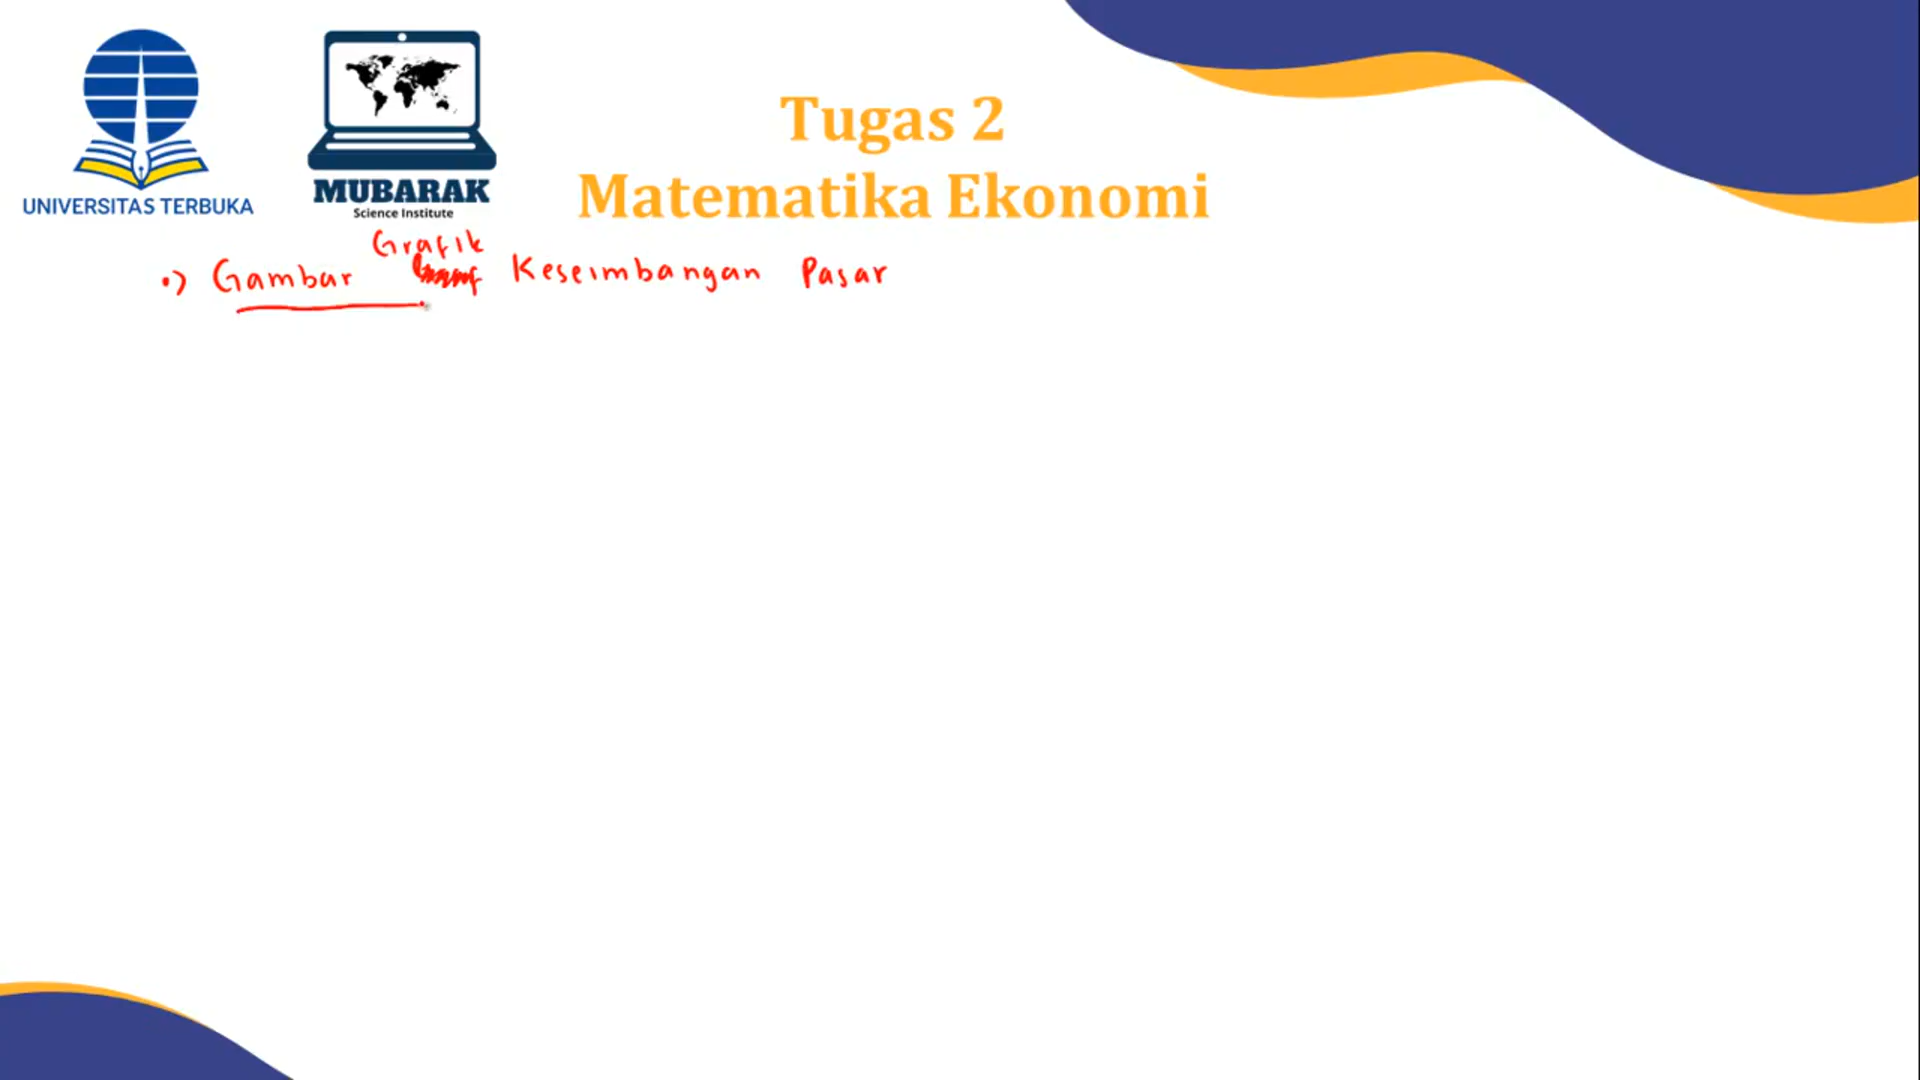 UNIVERSITAS TERBUKA
MUBARAK
Science Institute
Tugas 2
Matematika Ekonomi
Grafik
•) Gambar Keseimbangan Pasar